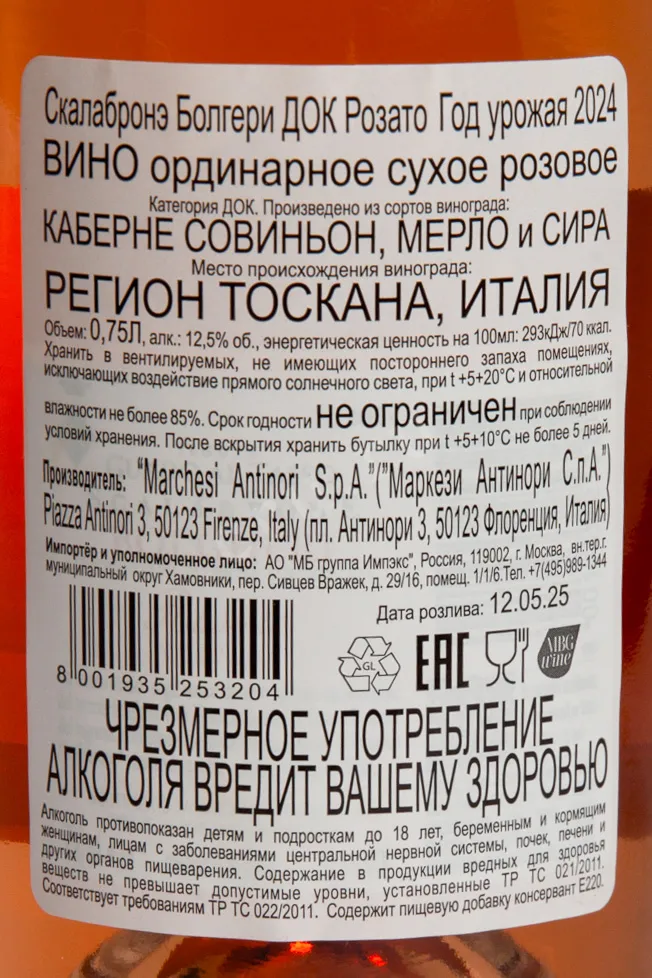 Скалабронэ Болгери ДОК Розато Год урожая 2024
ВИНО ординарное сухое розовое
Категория ДОК. Произведено из сортов винограда:
КАБЕРНЕ СОВИНЬОН, МЕРЛО и СИРА
Место происхождения винограда:
РЕГИОН ТОСКАНА, ИТАЛИЯ
Объем: 0,75Л, алк.: 12,5% об., энергетическая ценность на 100мл: 293кДж/70 ккал.
Хранить в вентилируемых, не имеющих постороннего запаха помещениях,
исключающих воздействие прямого солнечного света, при t +5+20°C и относительной
влажности не более 85%. Срок годности не ограничен при соблюдении
условий хранения. После вскрытия хранить бутылку при t +5+10°C не более 5 дней.
Производитель: "Marchesi Antinori S.p.A."("Маркези Антинори С.п.А.")
Piazza Antinori 3, 50123 Firenze, Italy (пл. Антинори 3, 50123 Флоренция, Италия)
Импортёр и уполномоченное лицо: АО "МБ группа Импэкс", Россия, 119002, г. Москва, вн.тер.г.
муниципальный округ Хамовники, пер. Сивцев Вражек, д. 29/16, помещ. 1/1/6.Тел. +7(495)989-1344
Дата розлива: 12.05.25
GL
EAC
MBG
wine
8 001935 253204
ЧРЕЗМЕРНОЕ УПОТРЕБЛЕНИЕ
АЛКОГОЛЯ ВРЕДИТ ВАШЕМУ ЗДОРОВЬЮ
Алкоголь противопоказан детям и подросткам до 18 лет, беременным и кормящим
женщинам, лицам с заболеваниями центральной нервной системы, почек, печени и
других органов пищеварения. Содержание в продукции вредных для здоровья
веществ не превышает допустимые уровни, установленные ТР ТС 021/2011.
Соответствует требованиям ТР ТС 022/2011. Содержит пищевую добавку консервант Е220.